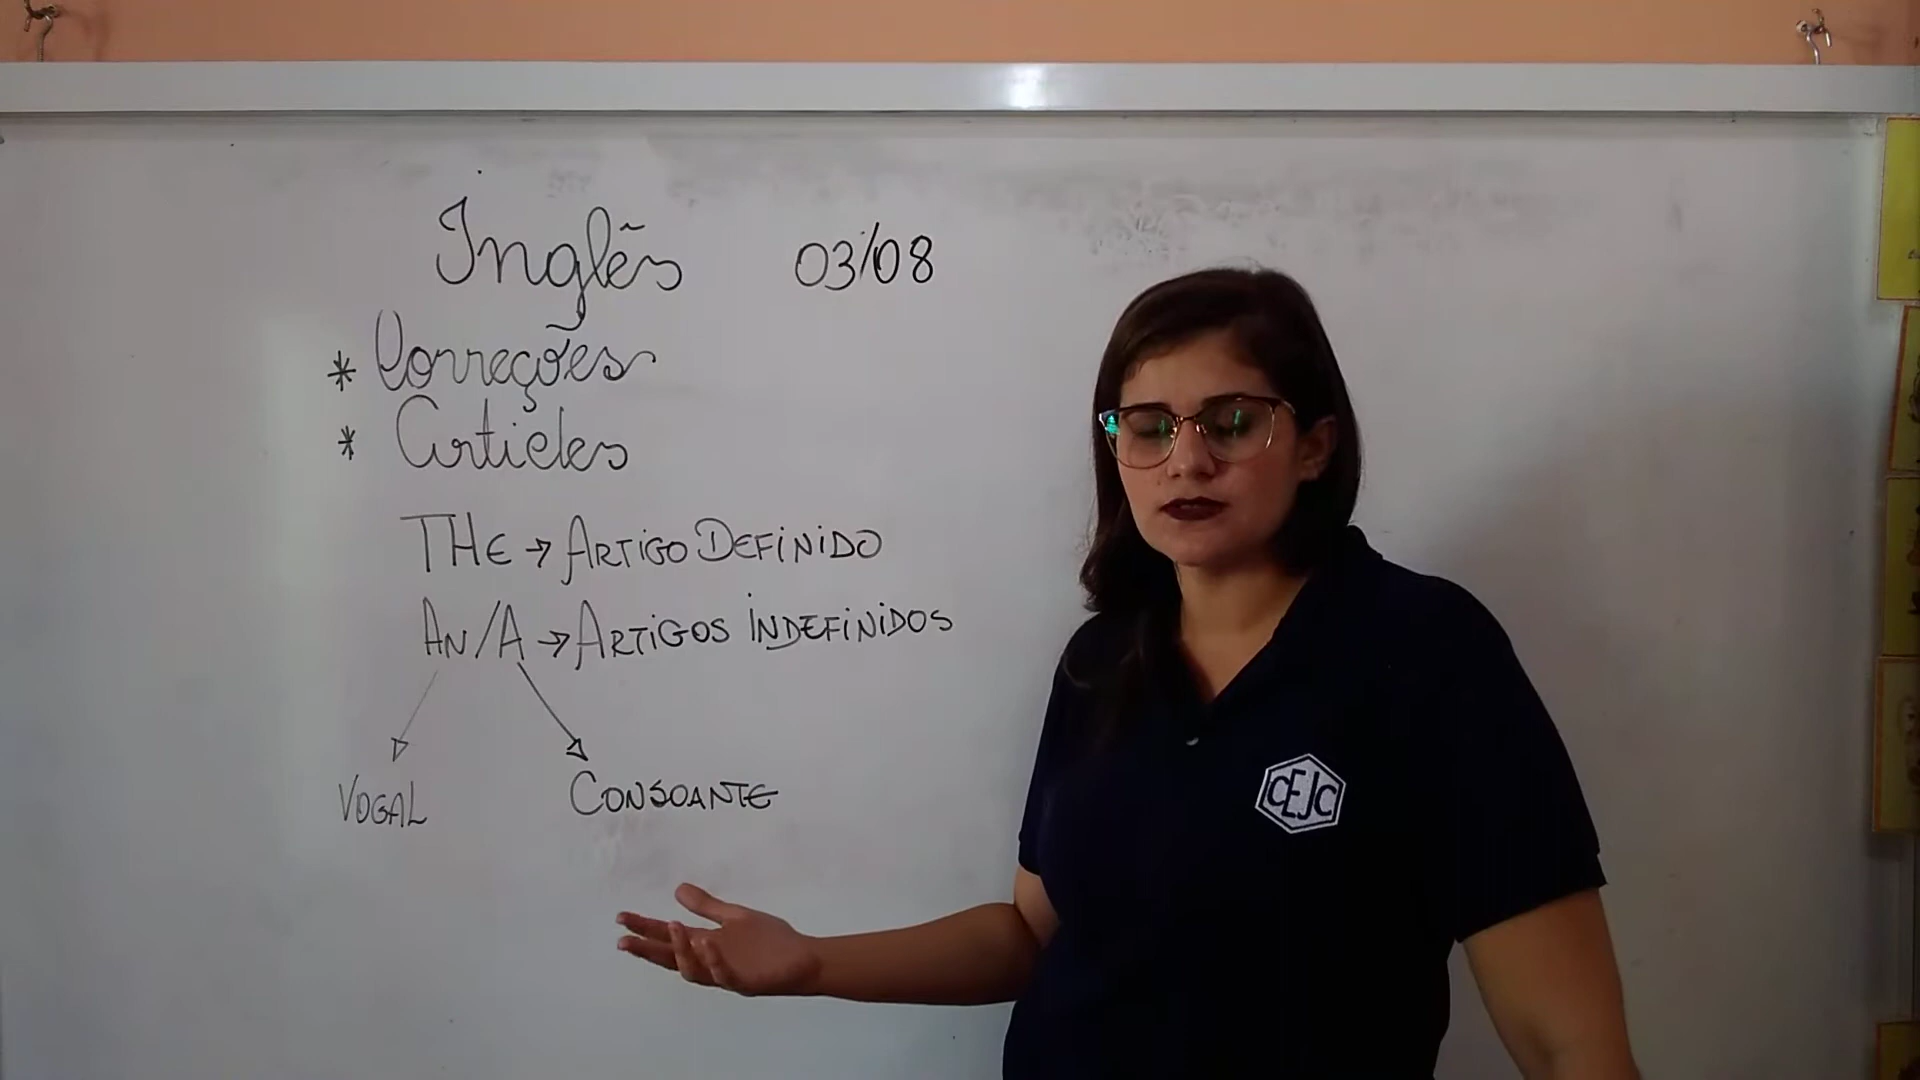 Inglês 03/08
* Correções
* Articles
THE → ARTIGO DEFINIDO
AN/A → ARTIGOS INDEFINIDOS
VOGAL CONSOANTE
CEJC